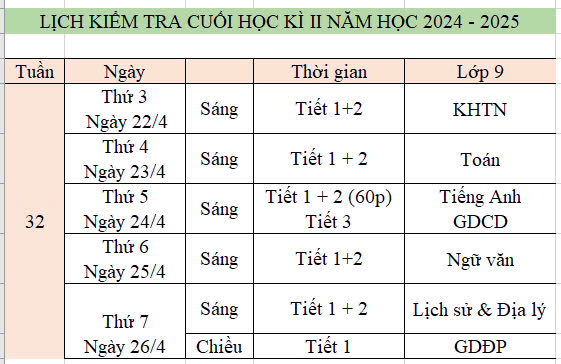 LỊCH KIỂM TRA CUỐI HỌC KÌ II NĂM HỌC 2024 - 2025
Tuần Ngày Thời gian Lớp 9
32
Thứ 3
Ngày 22/4
Sáng Tiết 1+2 KHTN
Thứ 4
Ngày 23/4
Sáng Tiết 1 + 2 Toán
Thứ 5
Ngày 24/4
Sáng
Tiết 1 + 2 (60p) Tiếng Anh
Tiết 3 GDCD
Thứ 6
Ngày 25/4
Sáng Tiết 1+2 Ngữ văn
Thứ 7
Ngày 26/4
Sáng Tiết 1 + 2 Lịch sử & Địa lý
Chiều Tiết 1 GDĐP